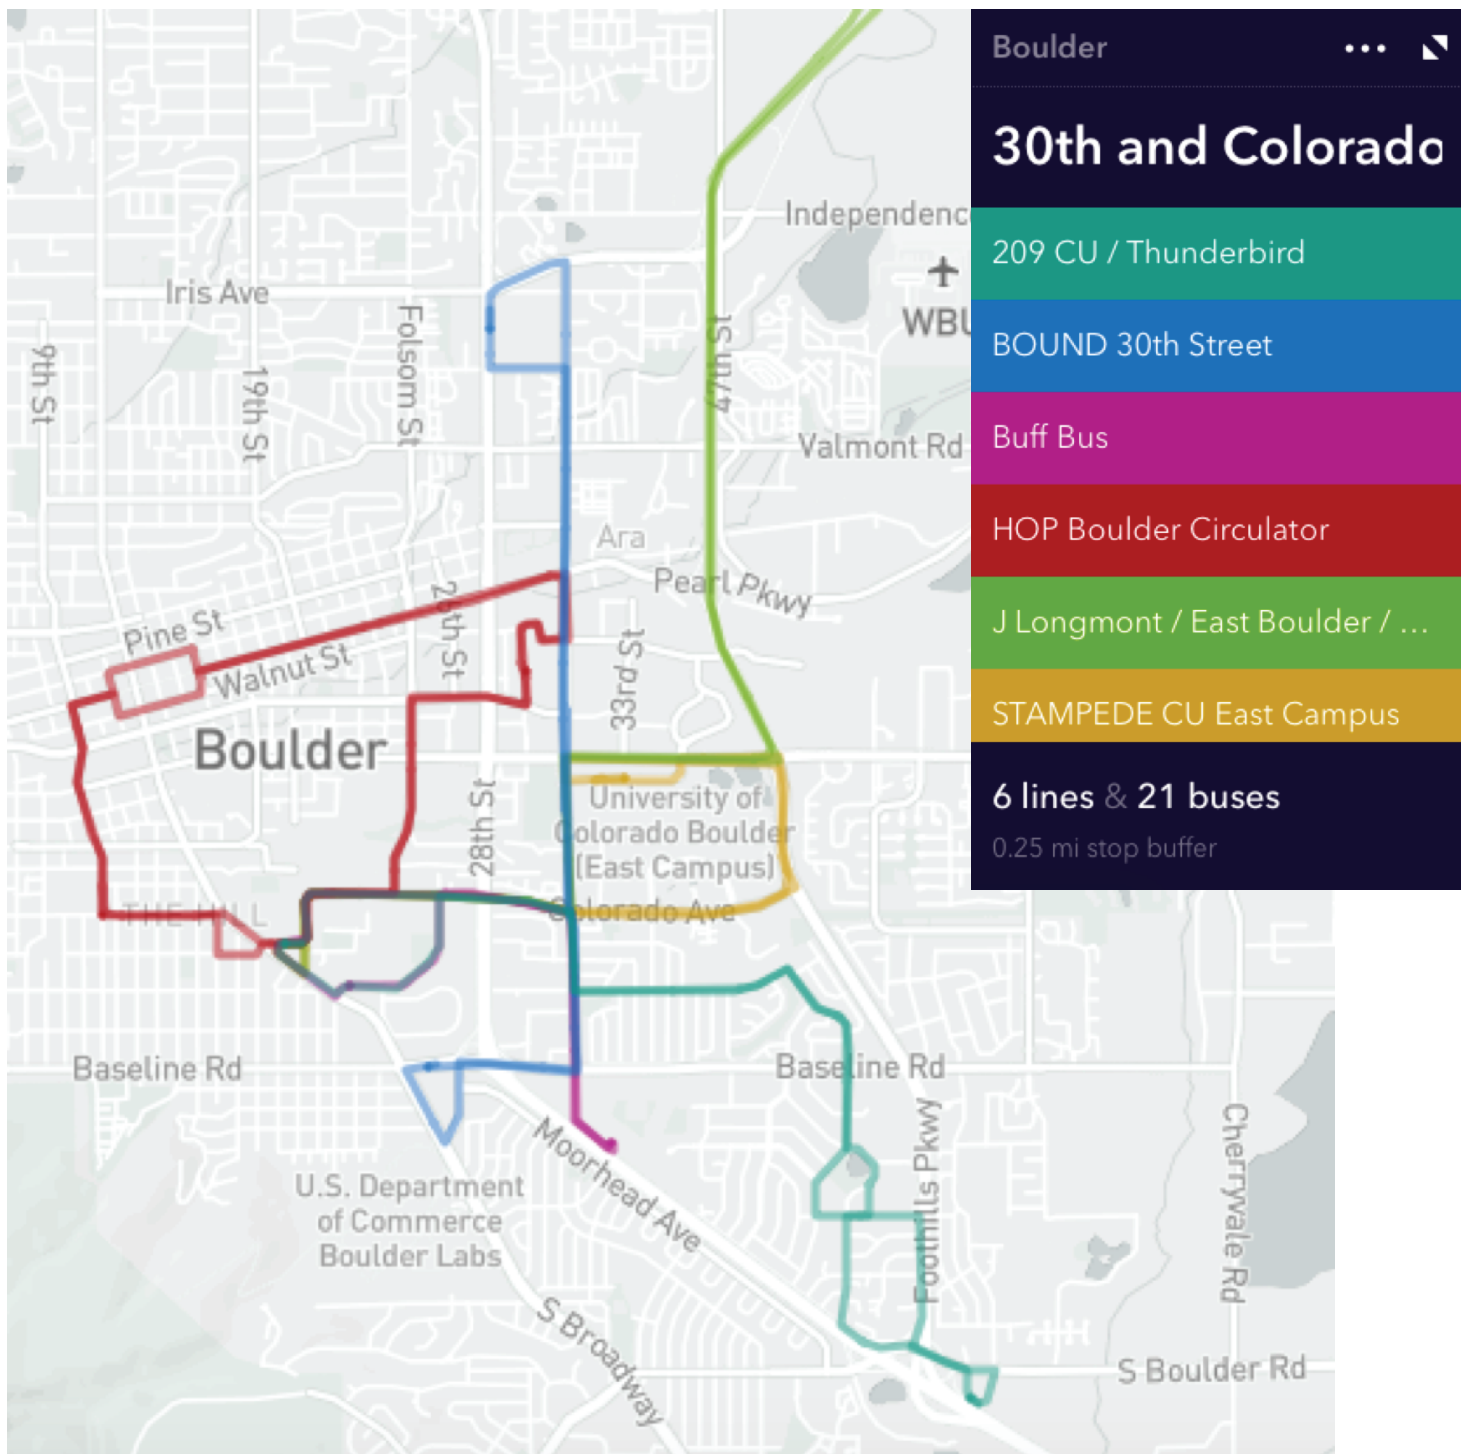 Boulder
30th and Colorado
209 CU / Thunderbird
BOUND 30th Street
Buff Bus
HOP Boulder Circulator
J Longmont / East Boulder / ...
STAMPEDE CU East Campus
6 lines & 21 buses
0.25 mi stop buffer
Independenc
Iris Ave
WBU
Folsom St
47th St
9th St
19th St
Valmont Rd
Ara
Pearl Pkwy
26th St
Pine St
Walnut St
33rd St
Boulder
28th St
University of
Colorado Boulder
(East Campus)
THE HILL
Colorado Ave
Baseline Rd
Baseline Rd
Moorhead Ave
Foothills Pkwy
Cherryvale Rd
U.S. Department
of Commerce
Boulder Labs
S Broadway
S Boulder Rd